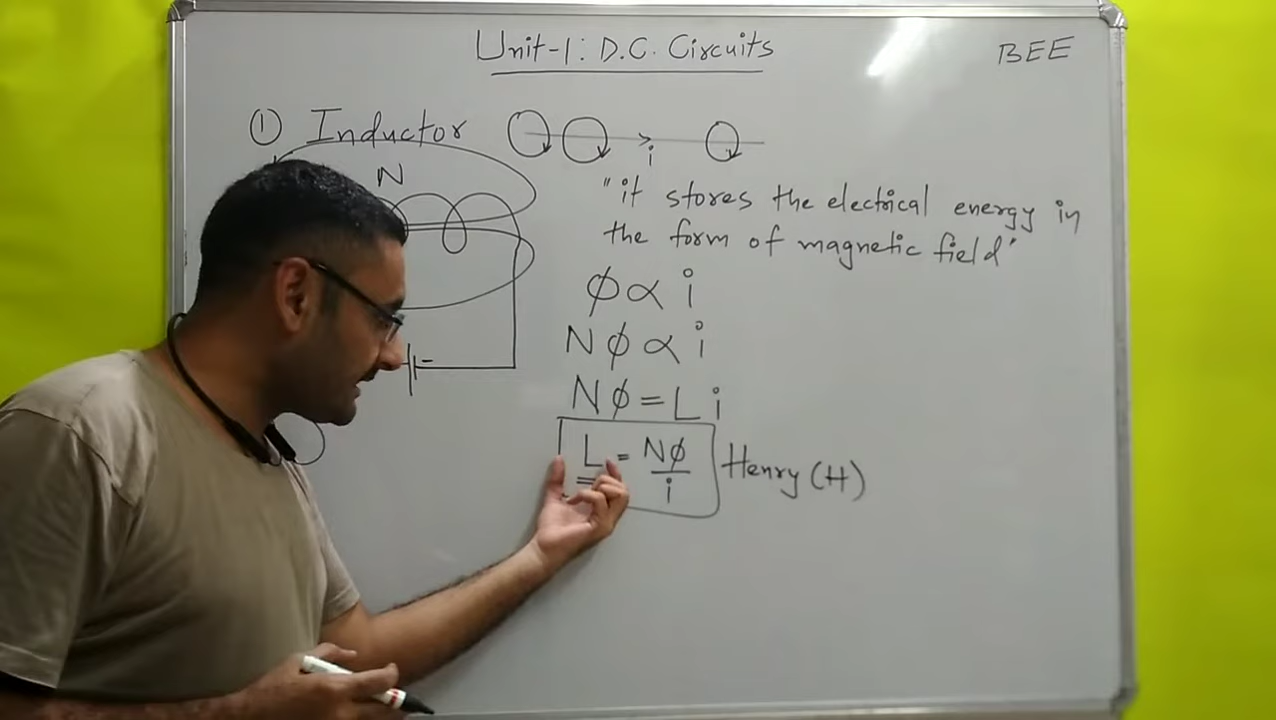 Unit-1: D.C. Circuits
BEE
① Inductor
i
N
"it stores the electrical energy in
the form of magnetic field"
ϕ ∝ i
Nϕ ∝ i
Nϕ = L i
L = Nϕ/i Henry (H)